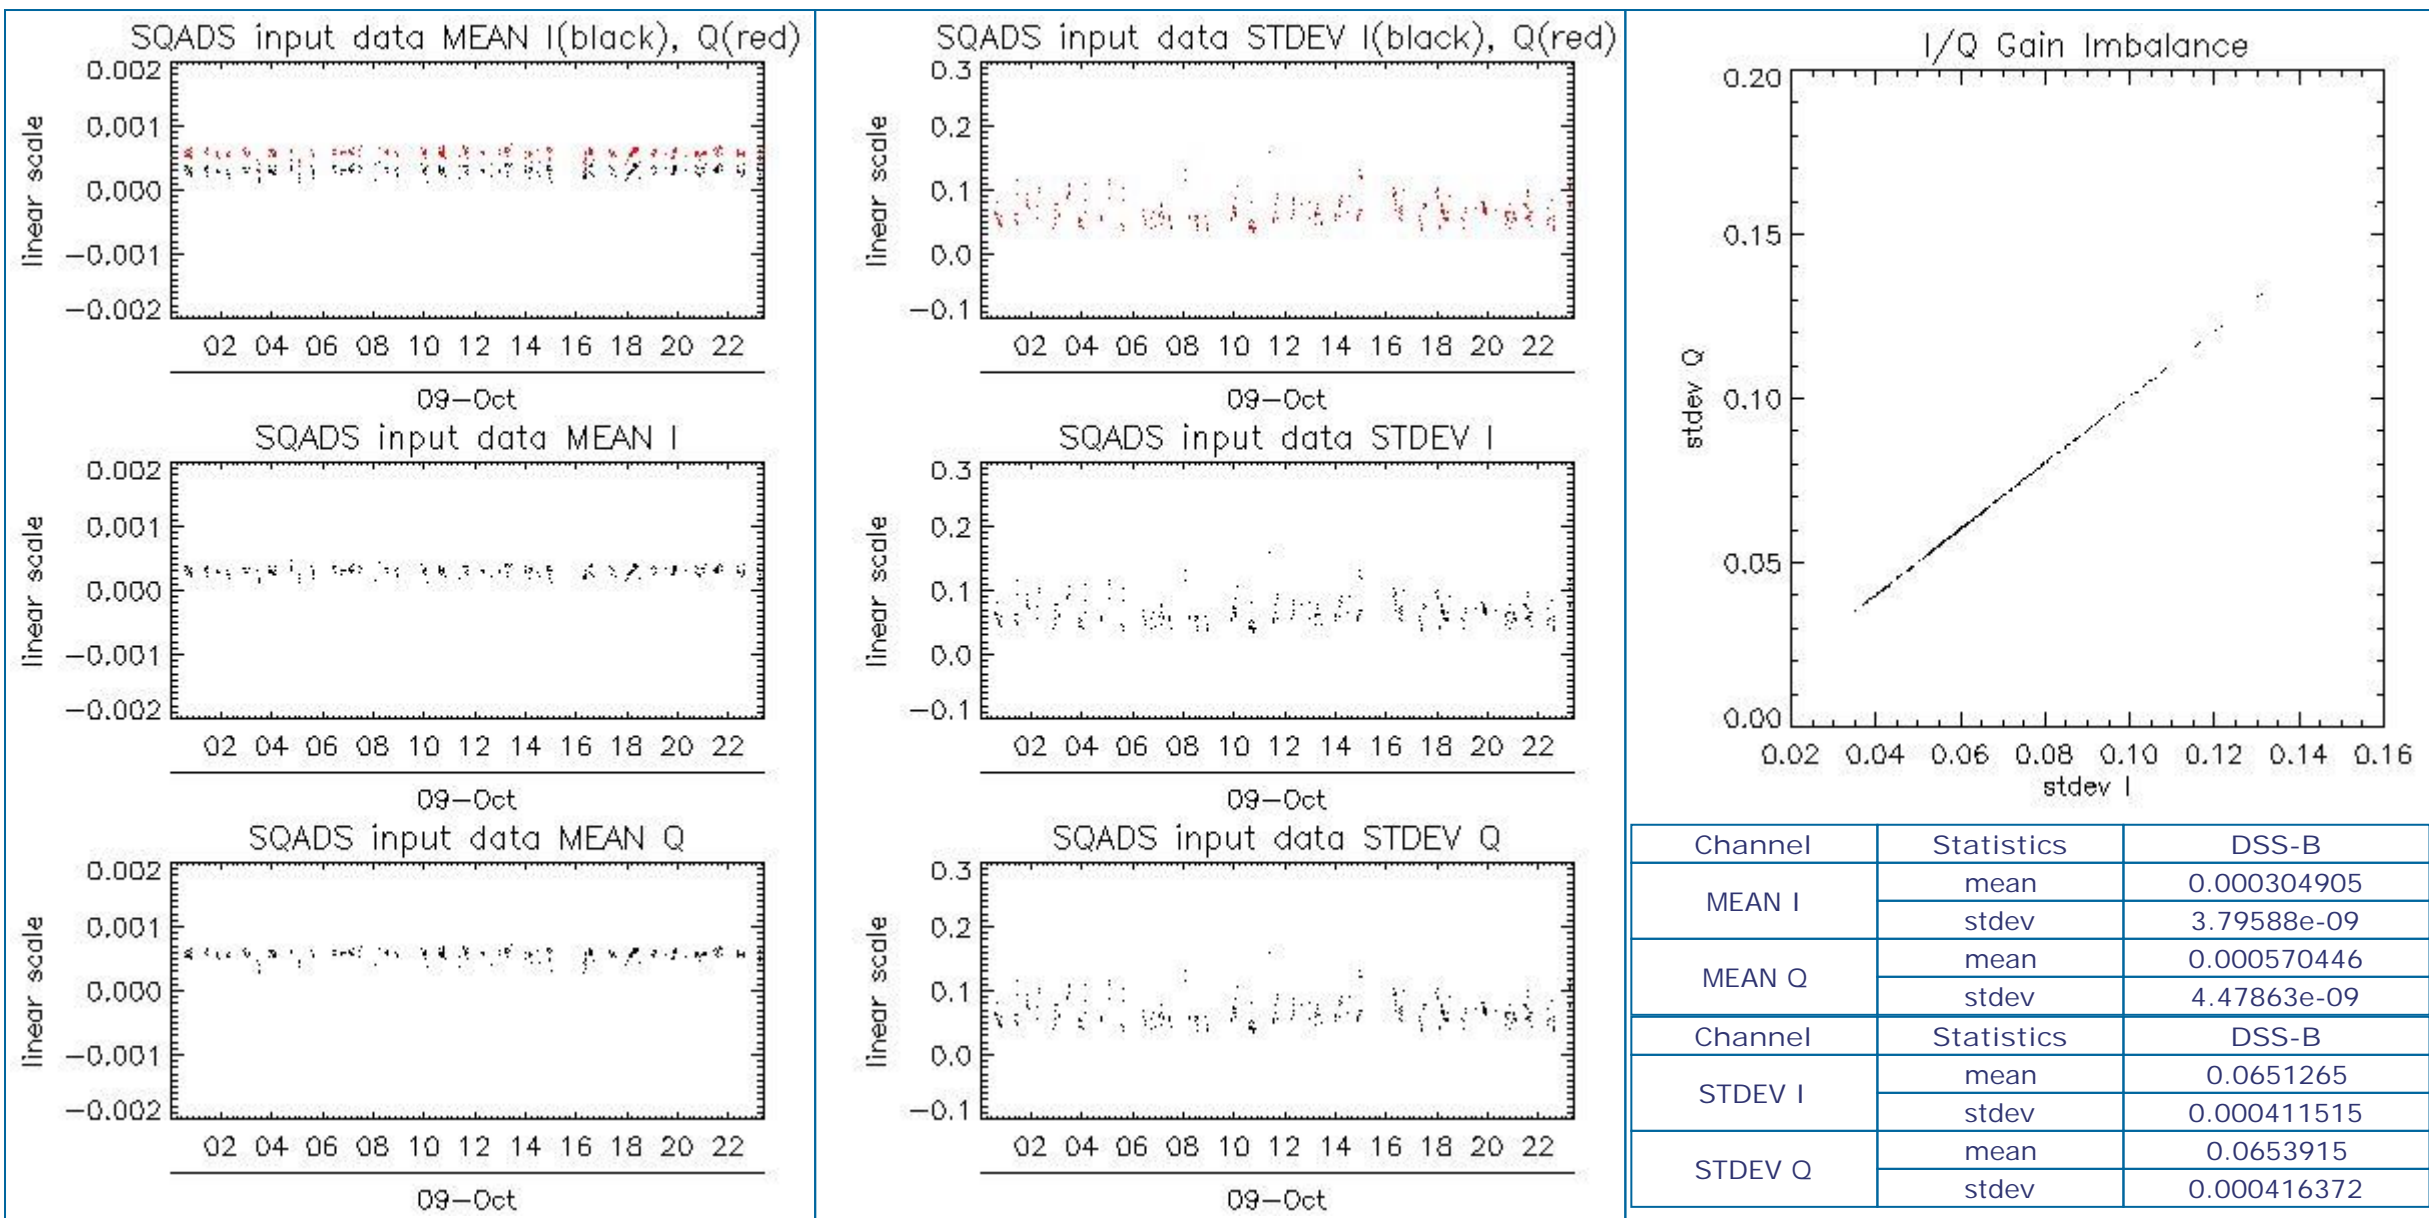 SQADS input data MEAN I(black), Q(red)
0.002
0.001
0.000
-0.001
-0.002
linear scale
02 04 06 08 10 12 14 16 18 20 22
09-Oct
SQADS input data MEAN I
0.002
0.001
0.000
-0.001
-0.002
linear scale
02 04 06 08 10 12 14 16 18 20 22
09-Oct
SQADS input data MEAN Q
0.002
0.001
0.000
-0.001
-0.002
linear scale
02 04 06 08 10 12 14 16 18 20 22
09-Oct
SQADS input data STDEV I(black), Q(red)
0.3
0.2
0.1
0.0
-0.1
linear scale
02 04 06 08 10 12 14 16 18 20 22
09-Oct
SQADS input data STDEV I
0.3
0.2
0.1
0.0
-0.1
linear scale
02 04 06 08 10 12 14 16 18 20 22
09-Oct
SQADS input data STDEV Q
0.3
0.2
0.1
0.0
-0.1
linear scale
02 04 06 08 10 12 14 16 18 20 22
09-Oct
I/Q Gain Imbalance
0.20
0.15
0.10
0.05
0.00
stdev Q
0.02 0.04 0.06 0.08 0.10 0.12 0.14 0.16
stdev I
Channel Statistics DSS-B
MEAN I mean 0.000304905
stdev 3.79588e-09
MEAN Q mean 0.000570446
stdev 4.47863e-09
Channel Statistics DSS-B
STDEV I mean 0.0651265
stdev 0.000411515
STDEV Q mean 0.0653915
stdev 0.000416372